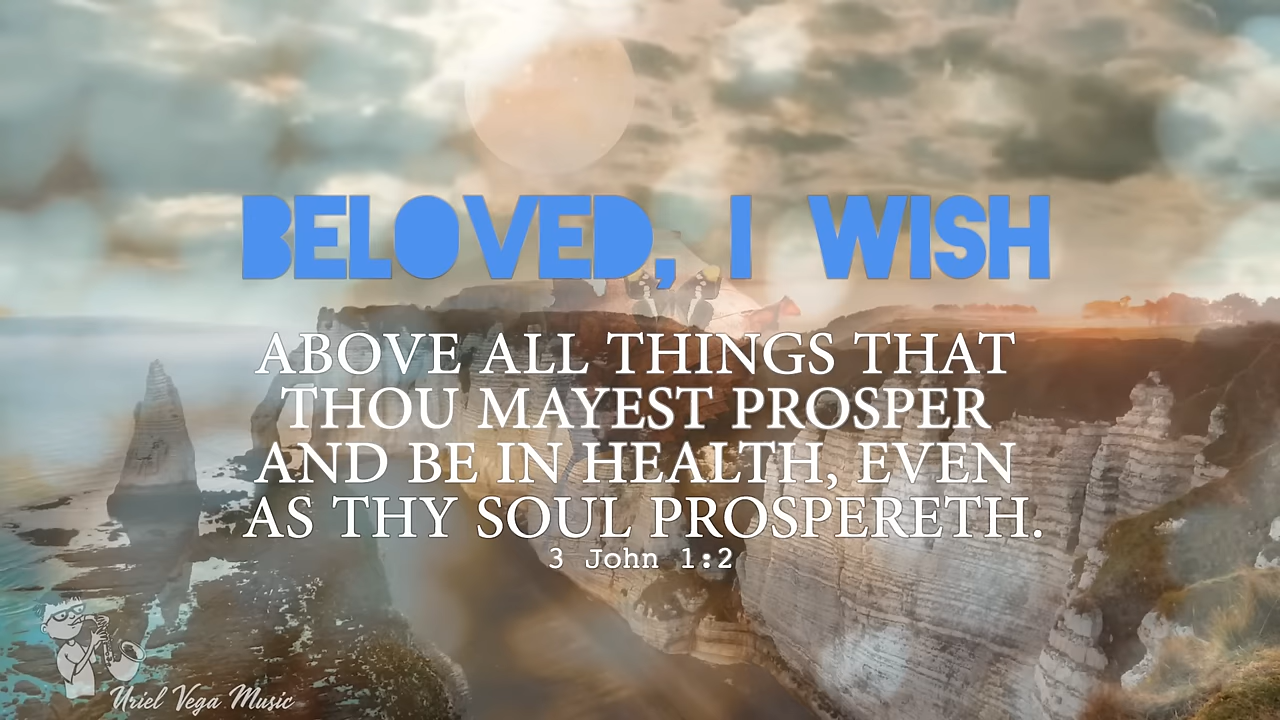 BELOVED, I WISH
ABOVE ALL THINGS THAT
THOU MAYEST PROSPER
AND BE IN HEALTH, EVEN
AS THY SOUL PROSPERETH.
3 John 1:2
Uriel Vega Music